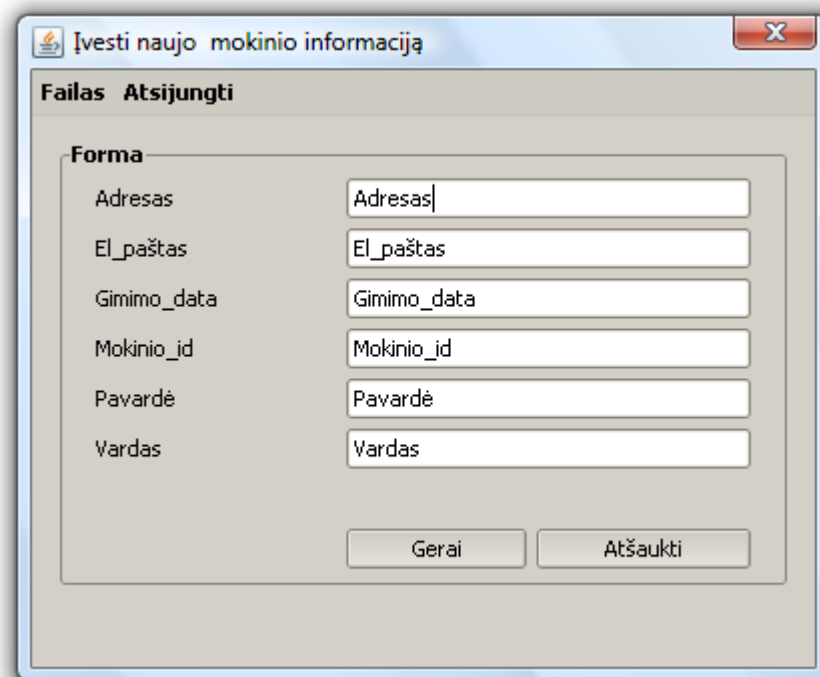 Įvesti naujo  mokinio informaciją
Failas Atsijungti
Forma
Adresas Adresas
El_paštas El_paštas
Gimimo_data Gimimo_data
Mokinio_id Mokinio_id
Pavardė Pavardė
Vardas Vardas
Gerai Atšaukti